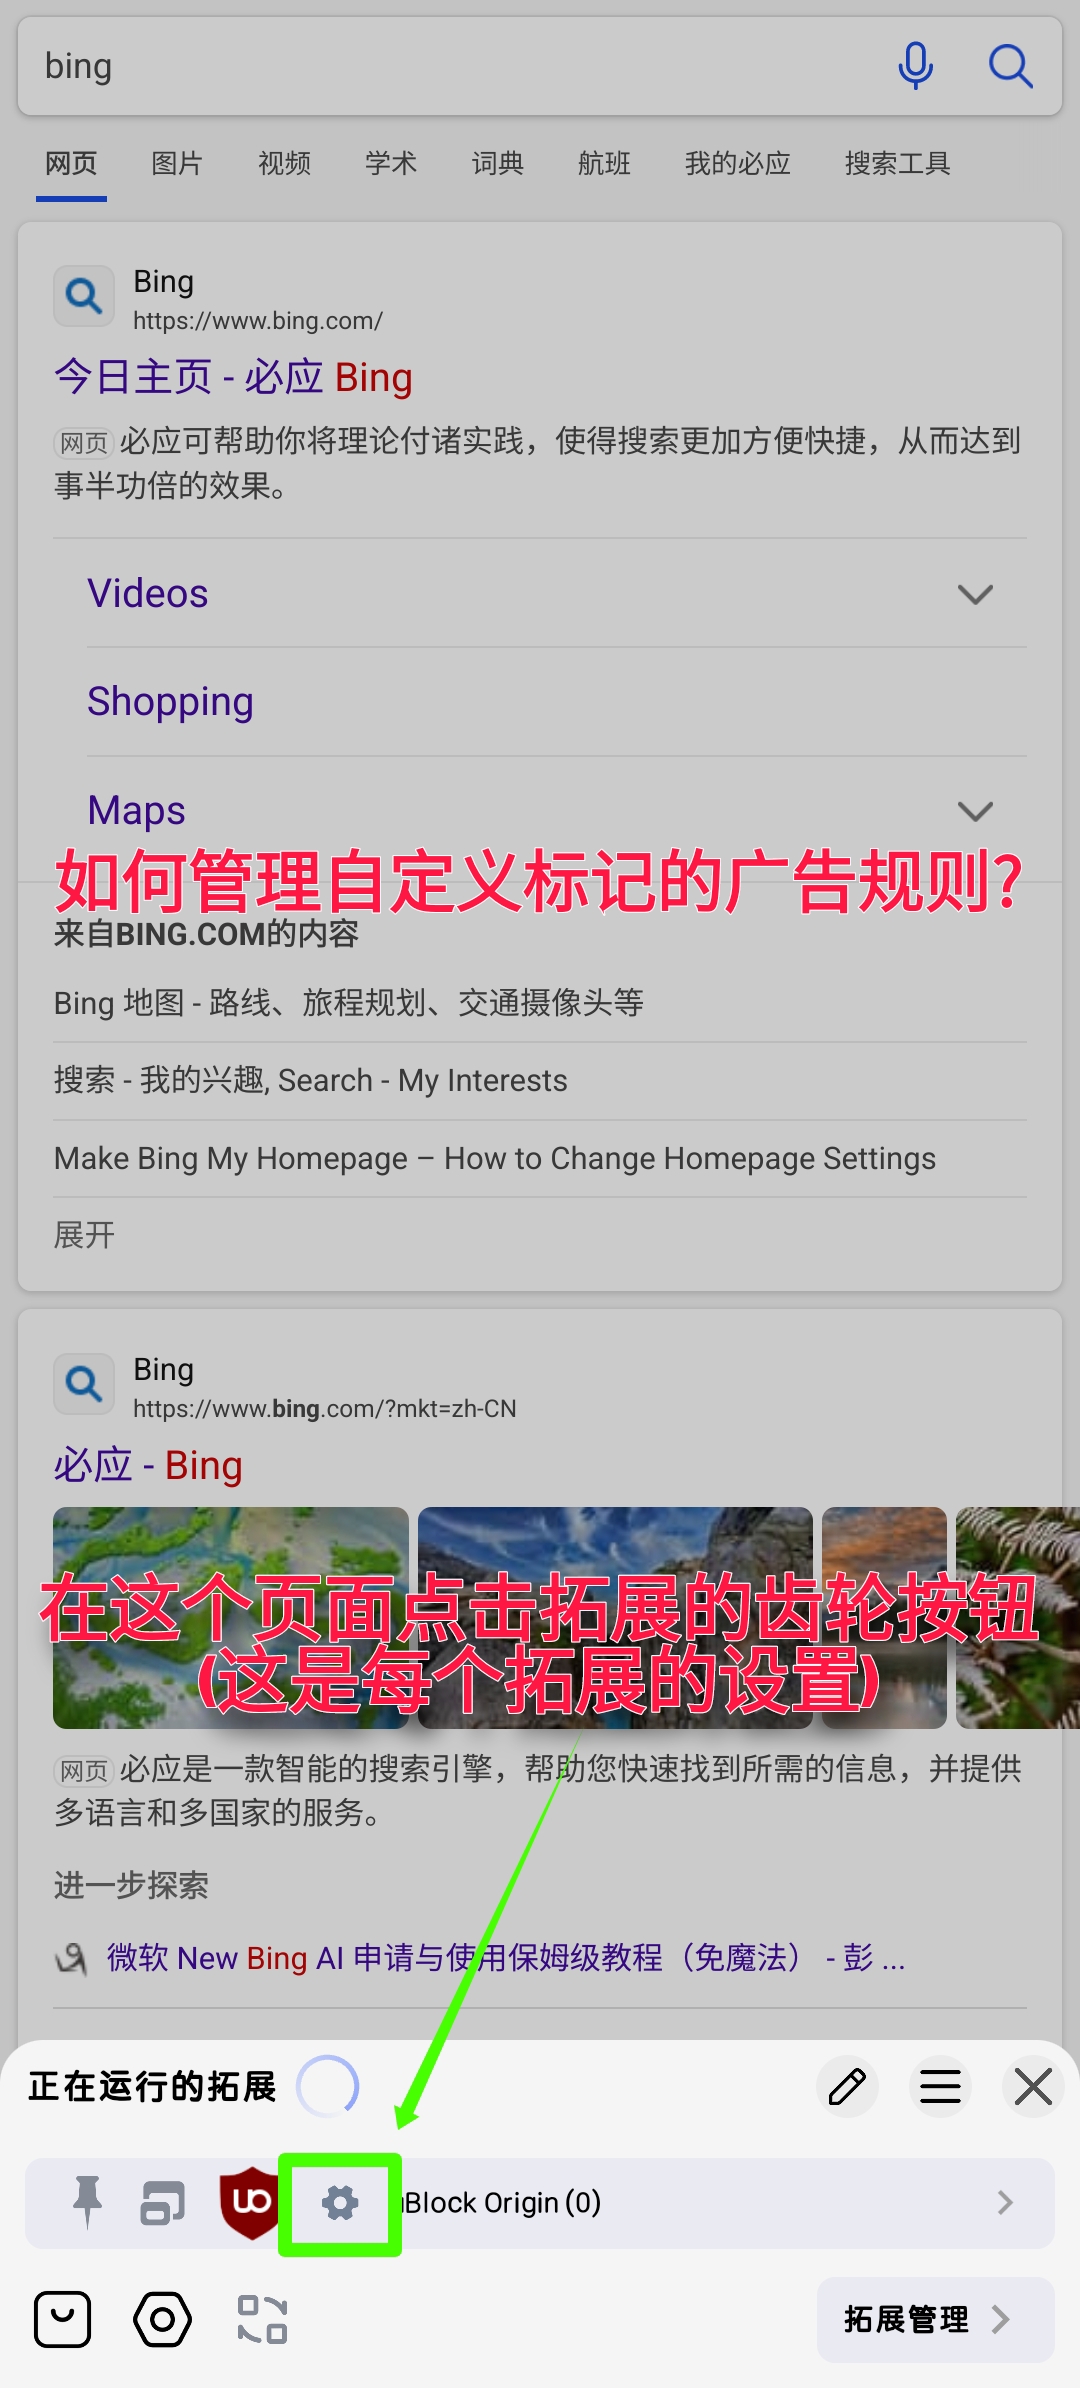 bing
网页 图片 视频 学术 词典 航班 我的必应 搜索工具
Bing
https://www.bing.com/
今日主页 - 必应 Bing
网页 必应可帮助你将理论付诸实践，使得搜索更加方便快捷，从而达到
事半功倍的效果。
Videos
Shopping
Maps
如何管理自定义标记的广告规则?
来自BING.COM的内容
Bing 地图 - 路线、旅程规划、交通摄像头等
搜索 - 我的兴趣, Search - My Interests
Make Bing My Homepage – How to Change Homepage Settings
展开
Bing
https://www.bing.com/?mkt=zh-CN
必应 - Bing
在这个页面点击拓展的齿轮按钮
(这是每个拓展的设置)
网页 必应是一款智能的搜索引擎，帮助您快速找到所需的信息，并提供
多语言和多国家的服务。
进一步探索
微软 New Bing AI 申请与使用保姆级教程（免魔法） - 彭 ...
正在运行的拓展
uBlock Origin (0)
拓展管理